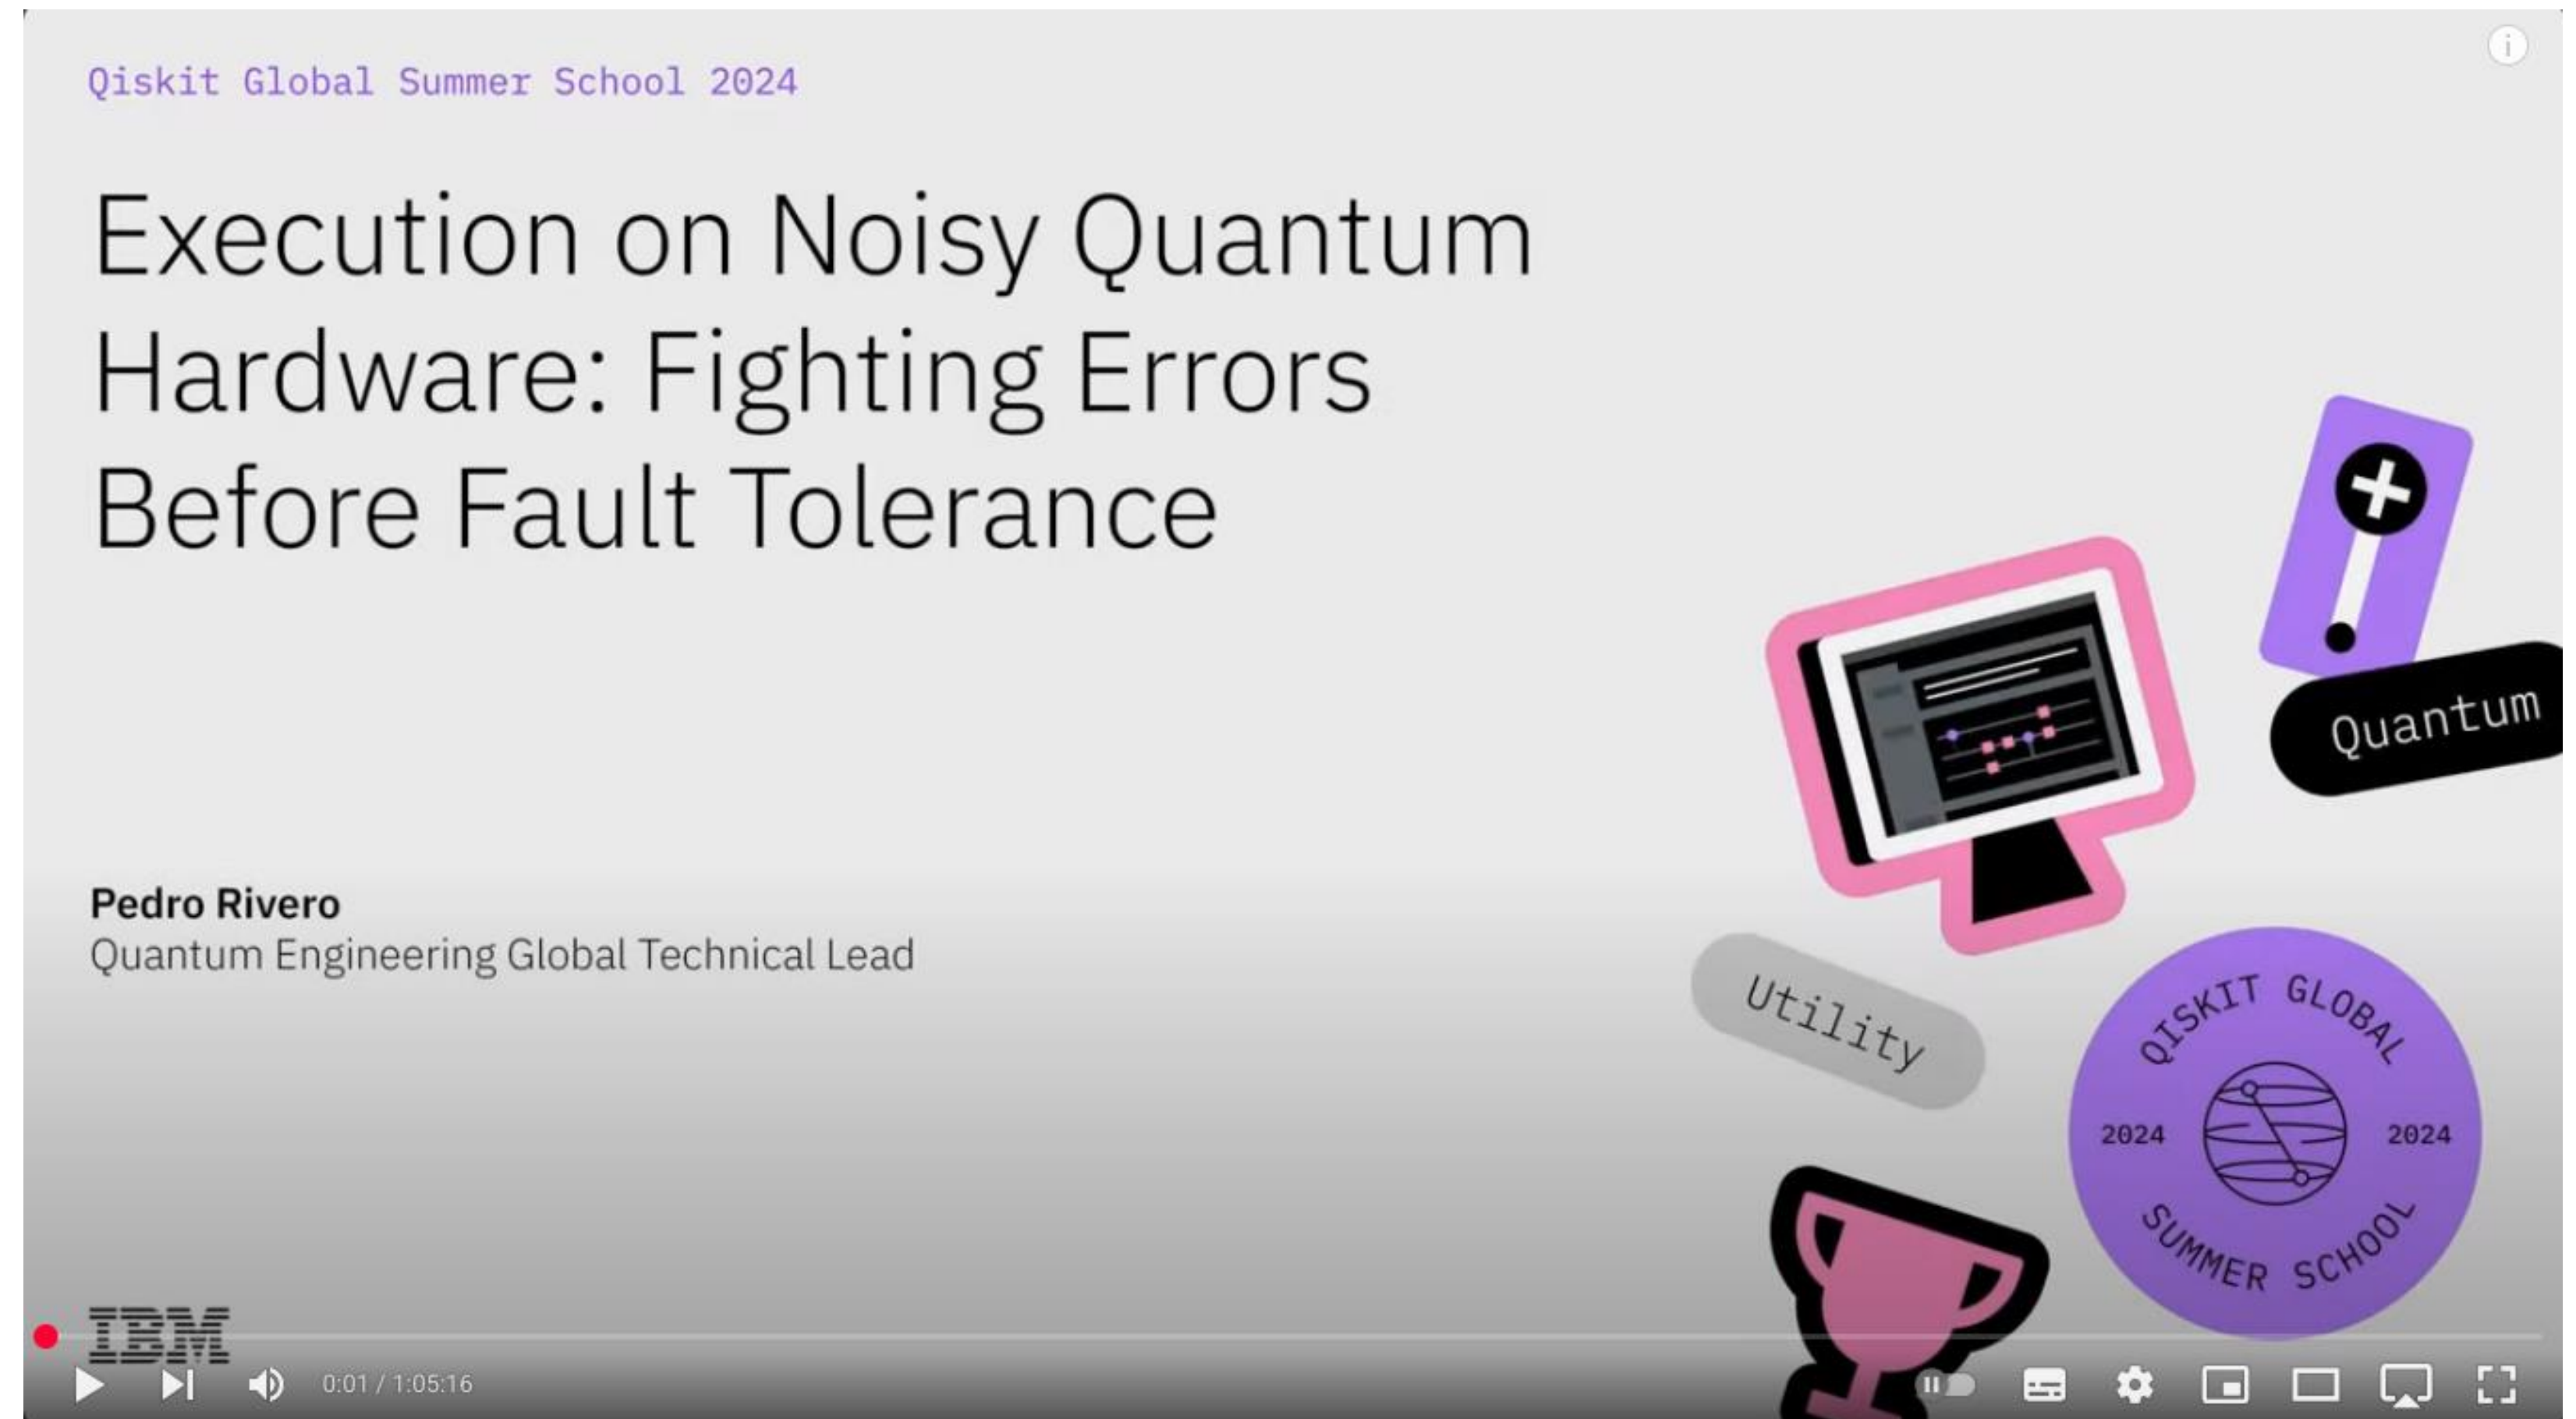 Qiskit Global Summer School 2024
Execution on Noisy Quantum
Hardware: Fighting Errors
Before Fault Tolerance
Quantum
Pedro Rivero
Quantum Engineering Global Technical Lead
Utility
QISKIT GLOBAL
2024
2024
SUMMER SCHOOL
IBM
0:01 / 1:05:16